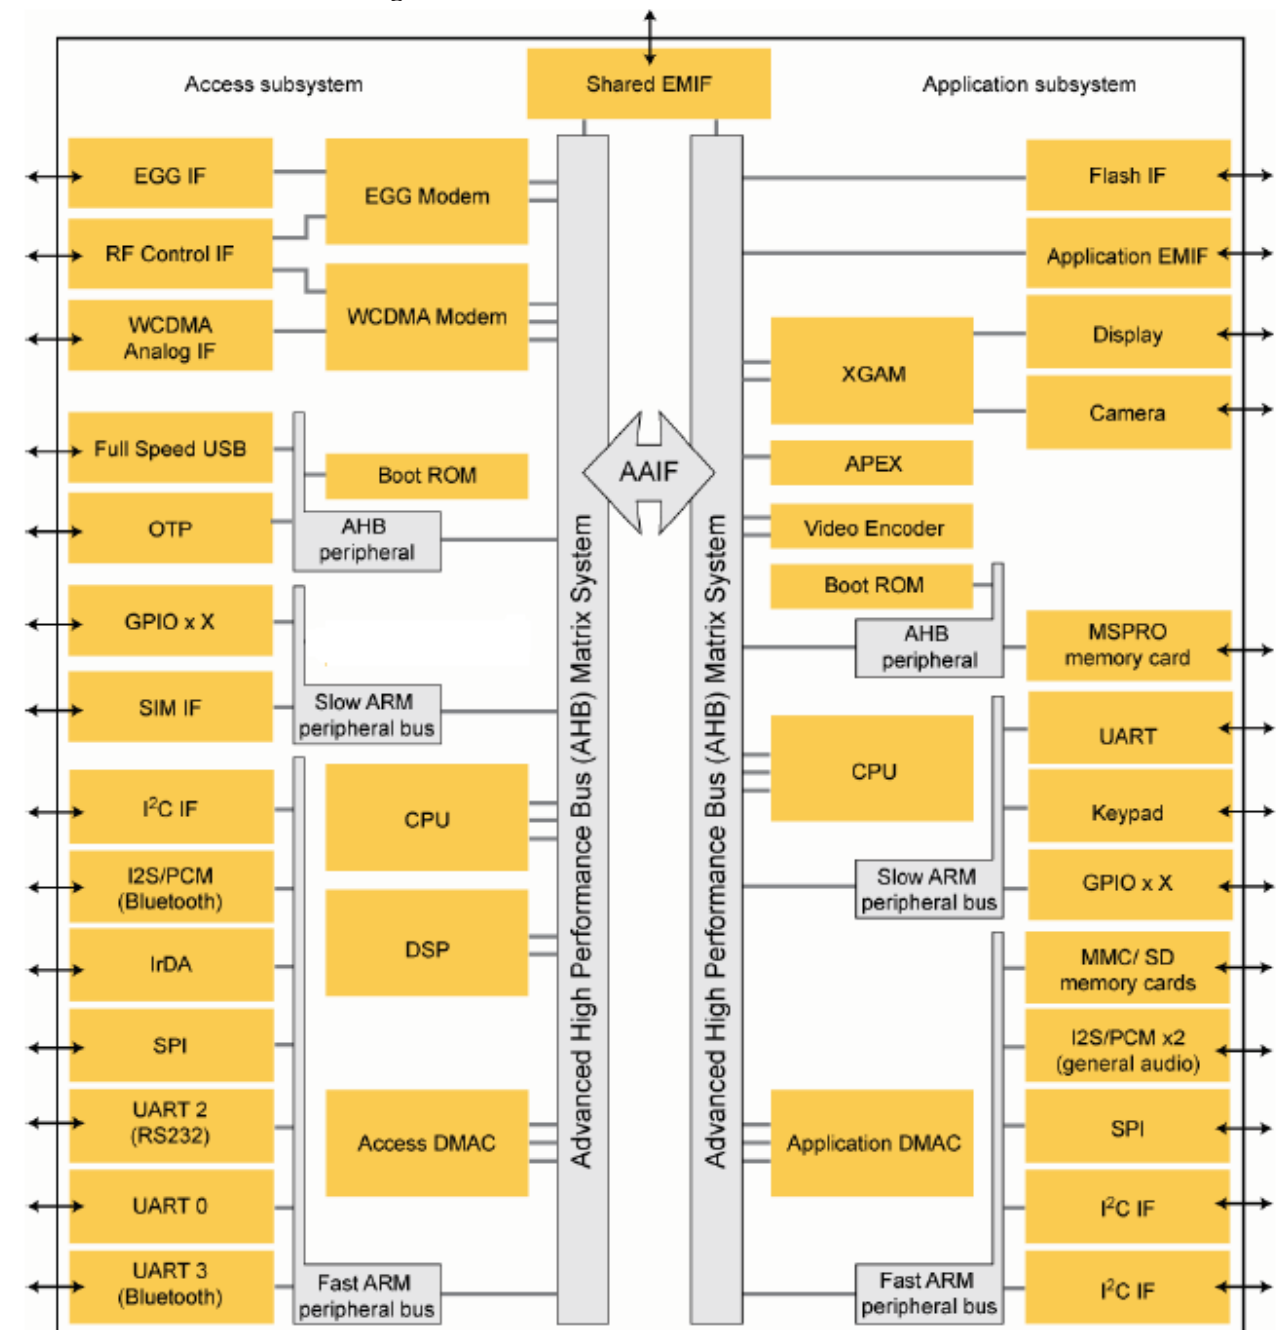 Access subsystem
Shared EMIF
Application subsystem
EGG IF
EGG Modem
RF Control IF
WCDMA Modem
WCDMA
Analog IF
Full Speed USB
Boot ROM
OTP
AHB
peripheral
GPIO x X
SIM IF
Slow ARM
peripheral bus
I²C IF
CPU
I2S/PCM
(Bluetooth)
DSP
IrDA
SPI
UART 2
(RS232)
Access DMAC
UART 0
UART 3
(Bluetooth)
Fast ARM
peripheral bus
Advanced High Performance Bus (AHB) Matrix System
AAIF
Advanced High Performance Bus (AHB) Matrix System
Flash IF
Application EMIF
XGAM
Display
Camera
APEX
Video Encoder
Boot ROM
AHB
peripheral
MSPRO
memory card
CPU
UART
Keypad
Slow ARM
peripheral bus
GPIO x X
MMC/ SD
memory cards
I2S/PCM x2
(general audio)
Application DMAC
SPI
I²C IF
Fast ARM
peripheral bus
I²C IF